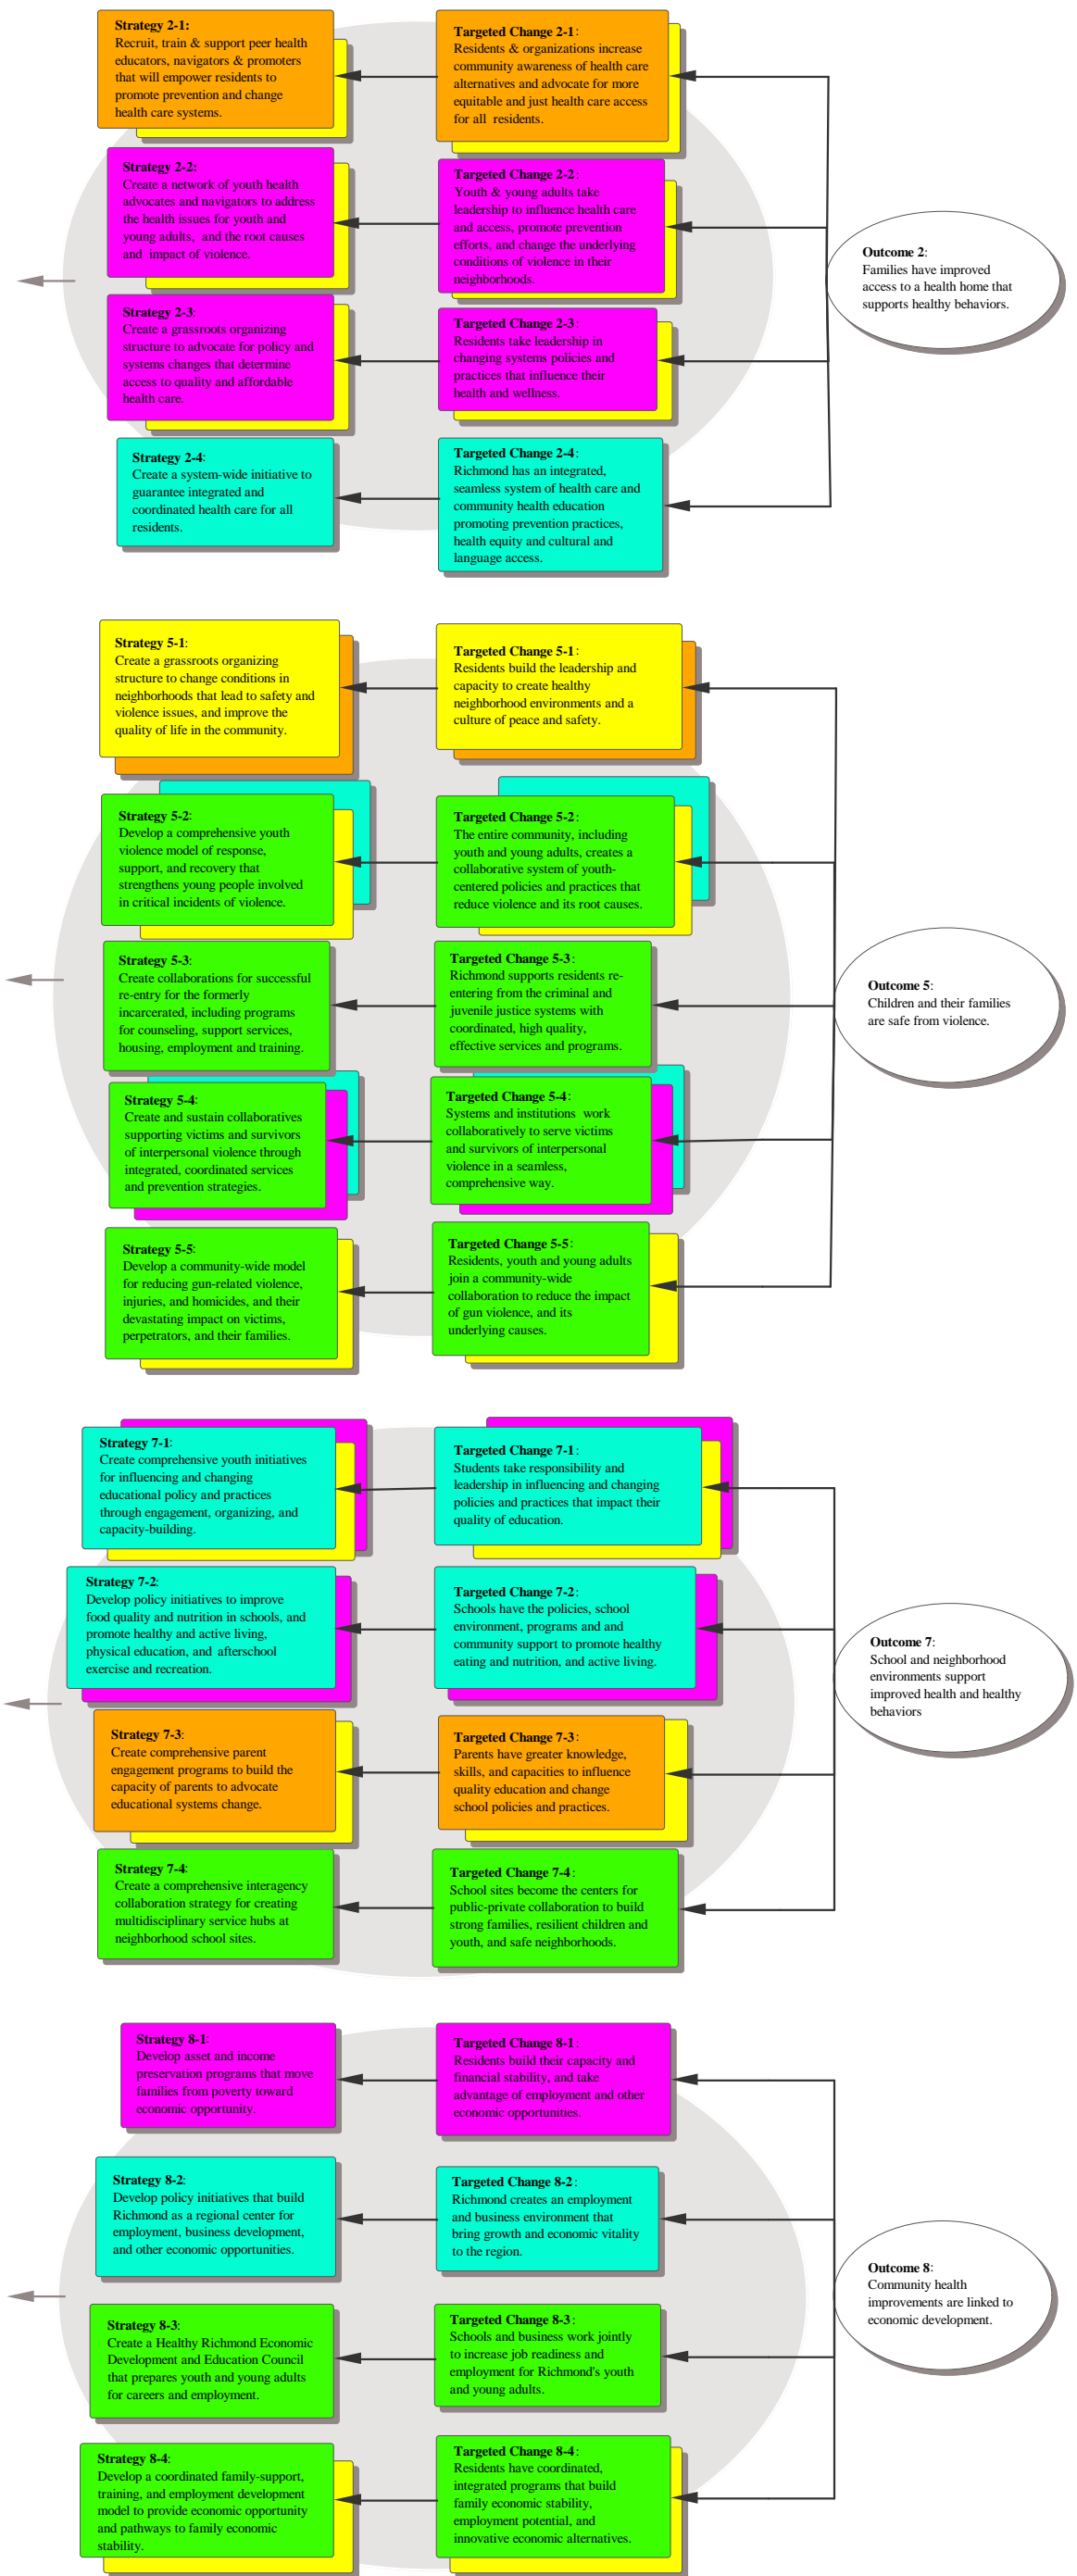 Strategy 2-1:
Recruit, train & support peer health
educators, navigators & promoters
that will empower residents to
promote prevention and change
health care systems.
Targeted Change 2-1:
Residents & organizations increase
community awareness of health care
alternatives and advocate for more
equitable and just health care access
for all residents.
Strategy 2-2:
Create a network of youth health
advocates and navigators to address
the health issues for youth and
young adults, and the root causes
and impact of violence.
Targeted Change 2-2:
Youth & young adults take
leadership to influence health care
and access, promote prevention
efforts, and change the underlying
conditions of violence in their
neighborhoods.
Strategy 2-3:
Create a grassroots organizing
structure to advocate for policy and
systems changes that determine
access to quality and affordable
health care.
Targeted Change 2-3:
Residents take leadership in
changing systems policies and
practices that influence their
health and wellness.
Strategy 2-4:
Create a system-wide initiative to
guarantee integrated and
coordinated health care for all
residents.
Targeted Change 2-4:
Richmond has an integrated,
seamless system of health care and
community health education
promoting prevention practices,
health equity and cultural and
language access.
Outcome 2:
Families have improved
access to a health home that
supports healthy behaviors.
Strategy 5-1:
Create a grassroots organizing
structure to change conditions in
neighborhoods that lead to safety and
violence issues, and improve the
quality of life in the community.
Targeted Change 5-1:
Residents build the leadership and
capacity to create healthy
neighborhood environments and a
culture of peace and safety.
Strategy 5-2:
Develop a comprehensive youth
violence model of response,
support, and recovery that
strengthens young people involved
in critical incidents of violence.
Targeted Change 5-2:
The entire community, including
youth and young adults, creates a
collaborative system of youth-
centered policies and practices that
reduce violence and its root causes.
Strategy 5-3:
Create collaborations for successful
re-entry for the formerly
incarcerated, including programs
for counseling, support services,
housing, employment and training.
Targeted Change 5-3:
Richmond supports residents re-
entering from the criminal and
juvenile justice systems with
coordinated, high quality,
effective services and programs.
Strategy 5-4:
Create and sustain collaboratives
supporting victims and survivors
of interpersonal violence through
integrated, coordinated services
and prevention strategies.
Targeted Change 5-4:
Systems and institutions work
collaboratively to serve victims
and survivors of interpersonal
violence in a seamless,
comprehensive way.
Strategy 5-5:
Develop a community-wide model
for reducing gun-related violence,
injuries, and homicides, and their
devastating impact on victims,
perpetrators, and their families.
Targeted Change 5-5:
Residents, youth and young adults
join a community-wide
collaboration to reduce the impact
of gun violence, and its
underlying causes.
Outcome 5:
Children and their families
are safe from violence.
Strategy 7-1:
Create comprehensive youth initiatives
for influencing and changing
educational policy and practices
through engagement, organizing, and
capacity-building.
Targeted Change 7-1:
Students take responsibility and
leadership in influencing and changing
policies and practices that impact their
quality of education.
Strategy 7-2:
Develop policy initiatives to improve
food quality and nutrition in schools, and
promote healthy and active living,
physical education, and afterschool
exercise and recreation.
Targeted Change 7-2:
Schools have the policies, school
environment, programs and and
community support to promote healthy
eating and nutrition, and active living.
Strategy 7-3:
Create comprehensive parent
engagement programs to build the
capacity of parents to advocate
educational systems change.
Targeted Change 7-3:
Parents have greater knowledge,
skills, and capacities to influence
quality education and change
school policies and practices.
Strategy 7-4:
Create a comprehensive interagency
collaboration strategy for creating
multidisciplinary service hubs at
neighborhood school sites.
Targeted Change 7-4:
School sites become the centers for
public-private collaboration to build
strong families, resilient children and
youth, and safe neighborhoods.
Outcome 7:
School and neighborhood
environments support
improved health and healthy
behaviors
Strategy 8-1:
Develop asset and income
preservation programs that move
families from poverty toward
economic opportunity.
Targeted Change 8-1:
Residents build their capacity and
financial stability, and take
advantage of employment and other
economic opportunities.
Strategy 8-2:
Develop policy initiatives that build
Richmond as a regional center for
employment, business development,
and other economic opportunities.
Targeted Change 8-2:
Richmond creates an employment
and business environment that
bring growth and economic vitality
to the region.
Strategy 8-3:
Create a Healthy Richmond Economic
Development and Education Council
that prepares youth and young adults
for careers and employment.
Targeted Change 8-3:
Schools and business work jointly
to increase job readiness and
employment for Richmond's youth
and young adults.
Strategy 8-4:
Develop a coordinated family-support,
training, and employment development
model to provide economic opportunity
and pathways to family economic
stability.
Targeted Change 8-4:
Residents have coordinated,
integrated programs that build
family economic stability,
employment potential, and
innovative economic alternatives.
Outcome 8:
Community health
improvements are linked to
economic development.